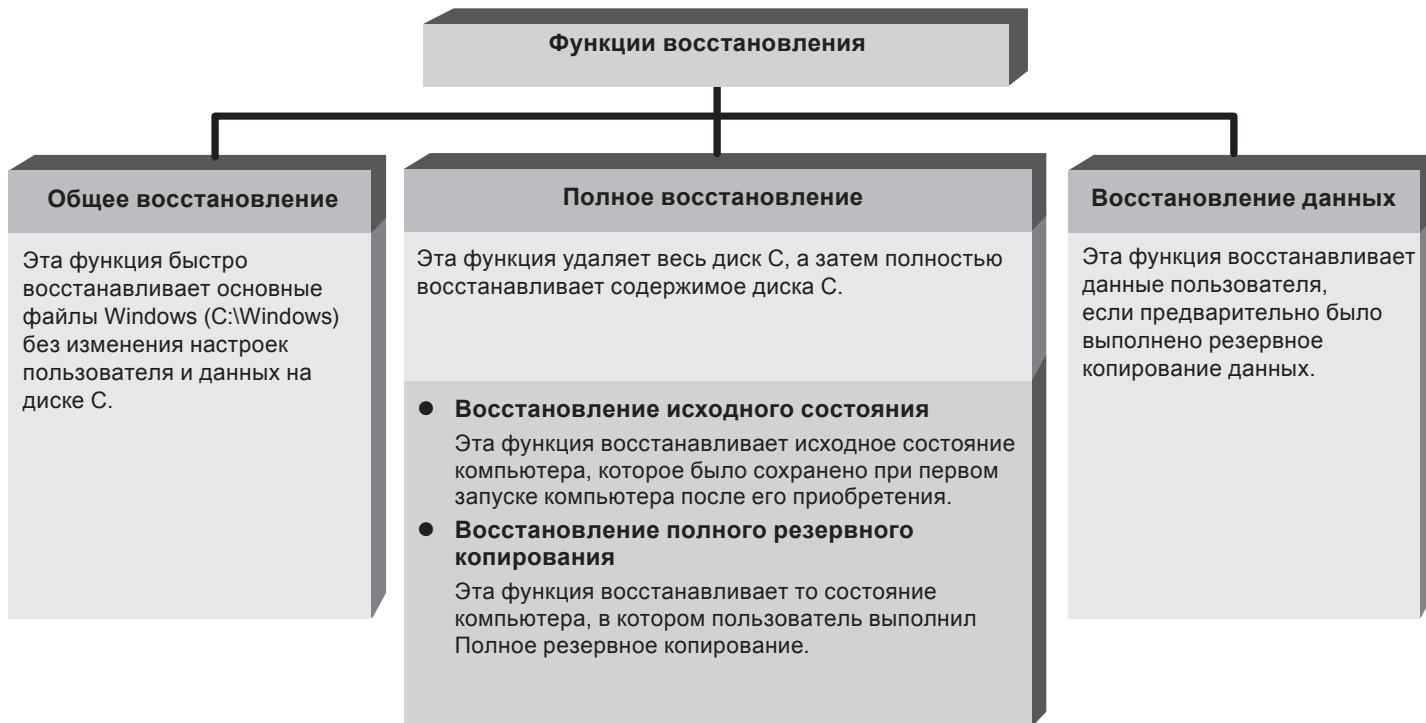 Функции восстановления
Общее восстановление
Эта функция быстро
восстанавливает основные
файлы Windows (C:\Windows)
без изменения настроек
пользователя и данных на
диске C.
Полное восстановление
Эта функция удаляет весь диск C, а затем полностью
восстанавливает содержимое диска C.
● Восстановление исходного состояния
Эта функция восстанавливает исходное состояние
компьютера, которое было сохранено при первом
запуске компьютера после его приобретения.
● Восстановление полного резервного
копирования
Эта функция восстанавливает то состояние
компьютера, в котором пользователь выполнил
Полное резервное копирование.
Восстановление данных
Эта функция восстанавливает
данные пользователя,
если предварительно было
выполнено резервное
копирование данных.